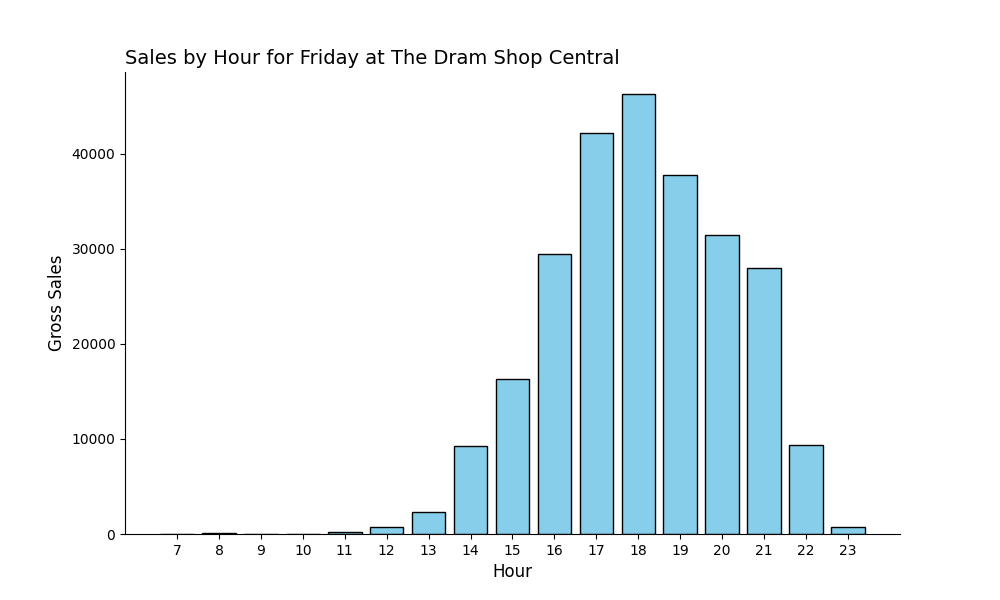 Sales by Hour for Friday at The Dram Shop Central
Gross Sales
40000
30000
20000
10000
0
7 8 9 10 11 12 13 14 15 16 17 18 19 20 21 22 23
Hour